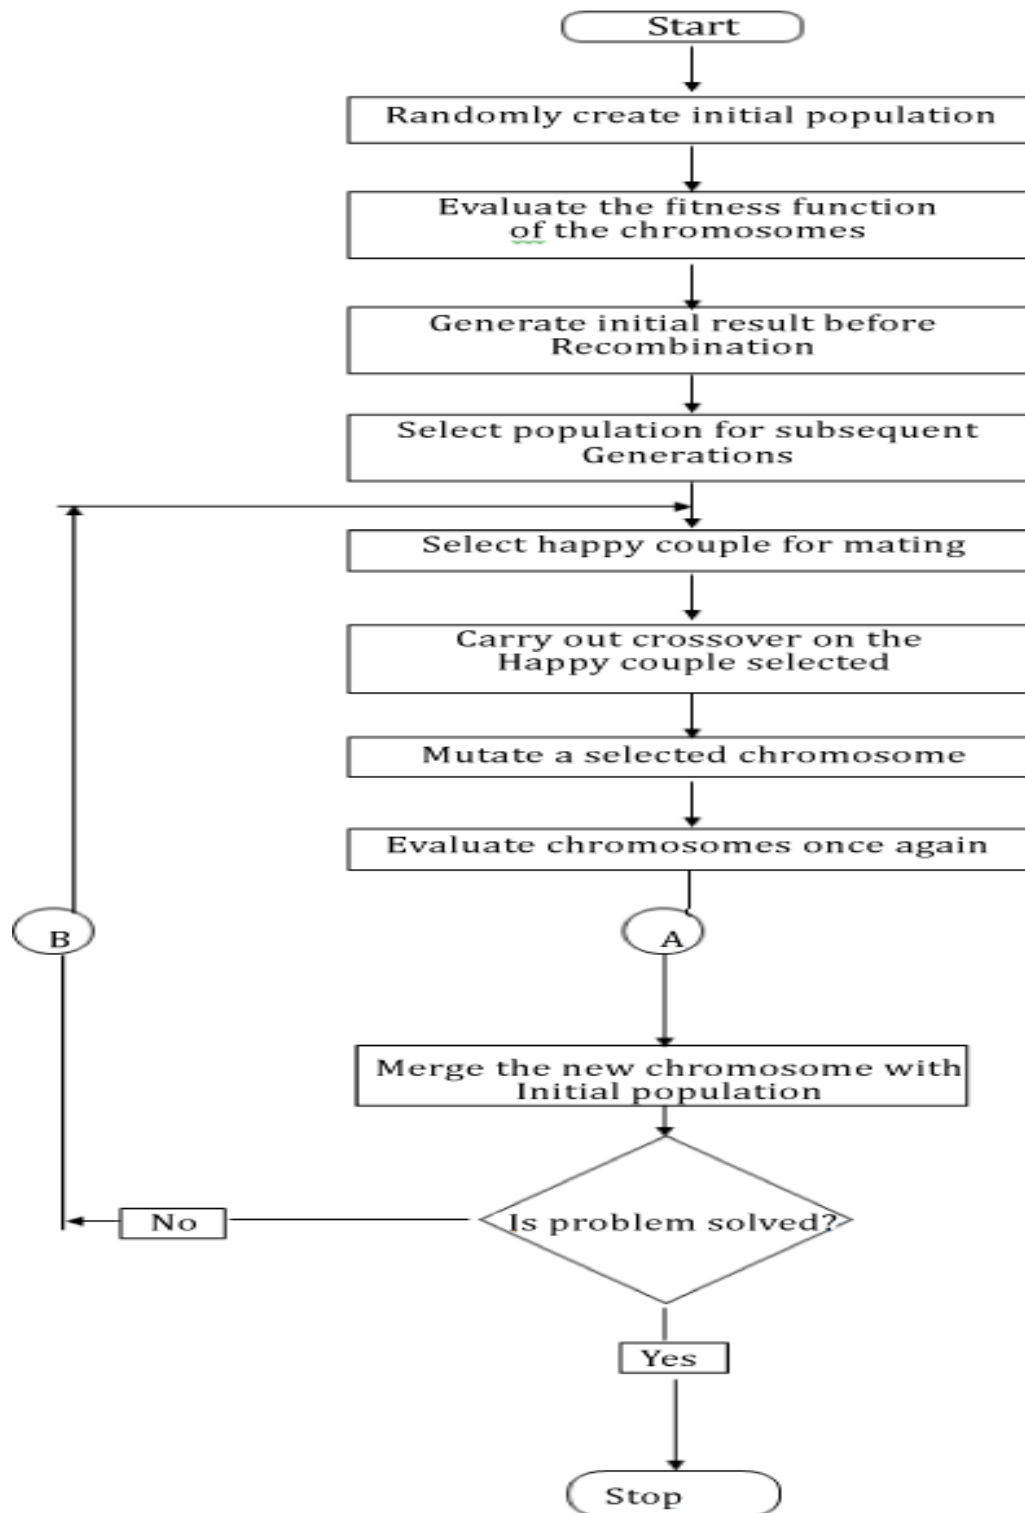 Start
Randomly create initial population
Evaluate the fitness function
of the chromosomes
Generate initial result before
Recombination
Select population for subsequent
Generations
Select happy couple for mating
Carry out crossover on the
Happy couple selected
Mutate a selected chromosome
Evaluate chromosomes once again
B
A
Merge the new chromosome with
Initial population
Is problem solved?
No
Yes
Stop